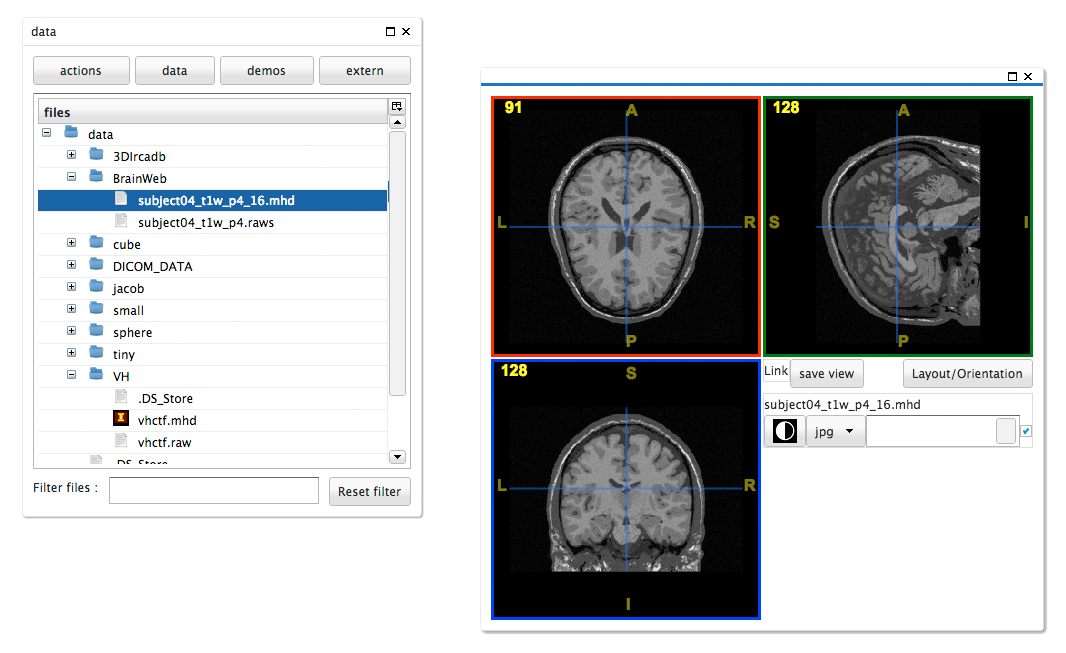 data
actions data demos extern
files
data
3DIrcadb
BrainWeb
subject04_t1w_p4_16.mhd
subject04_t1w_p4.raws
cube
DICOM_DATA
jacob
small
sphere
tiny
VH
.DS_Store
vhctf.mhd
vhctf.raw
.DS_Store
Filter files :
Reset filter
91
A
L
R
P
128
A
S
I
P
128
S
L
R
I
Link save view Layout/Orientation
subject04_t1w_p4_16.mhd
jpg